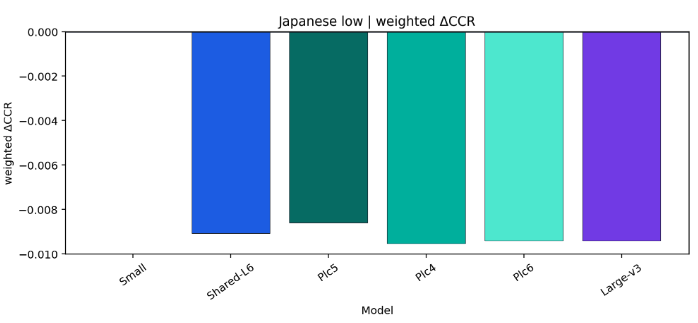 Japanese low | weighted ΔCCR
weighted ΔCCR
0.000
−0.002
−0.004
−0.006
−0.008
−0.010
Small
Shared-L6
Plc5
Plc4
Plc6
Large-v3
Model